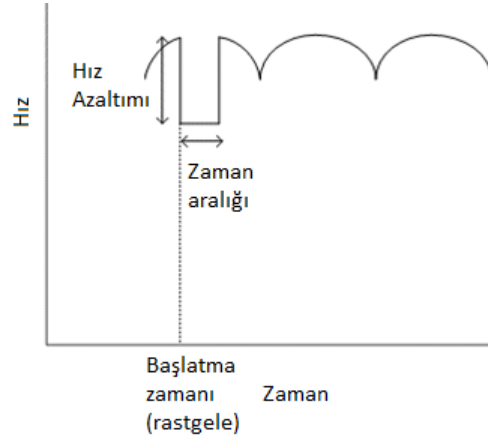 Hız
Azaltımı
Hız
Zaman
aralığı
Başlatma
zamanı
(rastgele)
Zaman